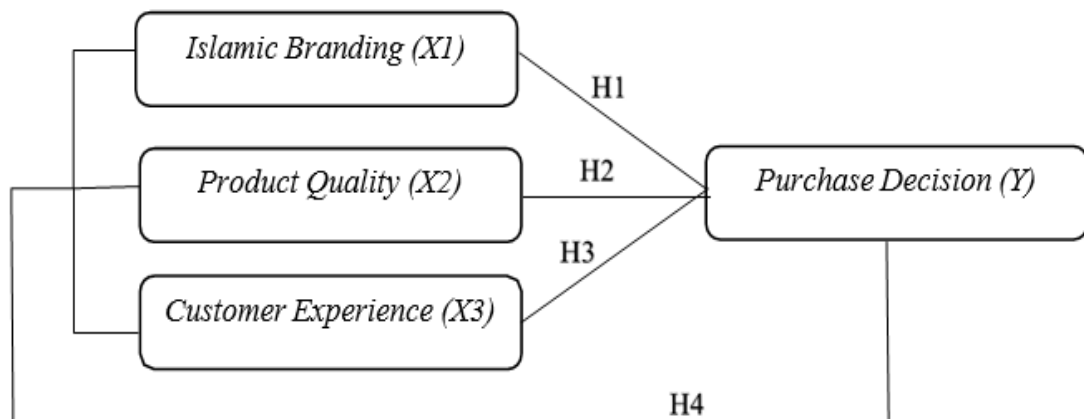 Islamic Branding (X1)
H1
Product Quality (X2)
H2
Purchase Decision (Y)
H3
Customer Experience (X3)
H4